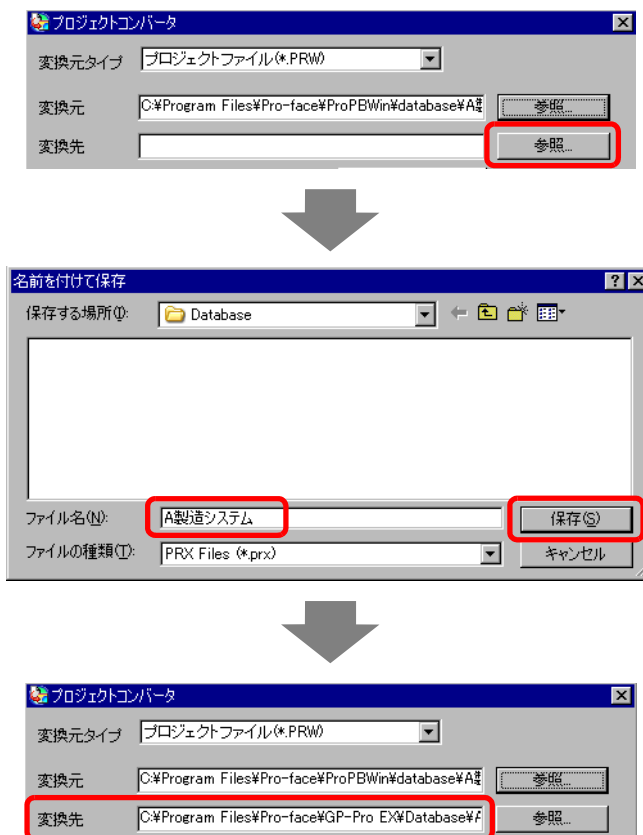 プロジェクトコンバータ
変換元タイプ プロジェクトファイル(*.PRW)
変換元 C:¥Program Files¥Pro-face¥ProPBWin¥database¥A製 参照...
変換先 参照...
名前を付けて保存
保存する場所(I): Database
ファイル名(N): A製造システム 保存(S)
ファイルの種類(T): PRX Files (*.prx) キャンセル
プロジェクトコンバータ
変換元タイプ プロジェクトファイル(*.PRW)
変換元 C:¥Program Files¥Pro-face¥ProPBWin¥database¥A製 参照...
変換先 C:¥Program Files¥Pro-face¥GP-Pro EX¥Database¥ 参照...